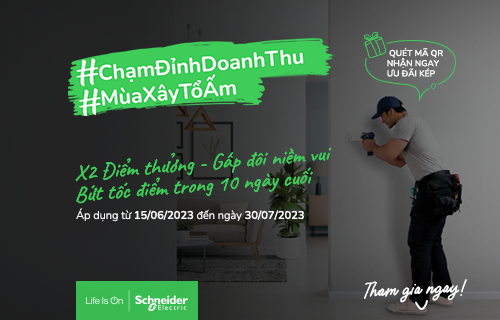 #ChạmĐỉnhDoanhThu
#MùaXâyTổẤm
QUÉT MÃ QR
NHẬN NGAY
ƯU ĐÃI KÉP
X2 Điểm thưởng - Gấp đôi niềm vui
Bứt tốc điểm trong 10 ngày cuối
Áp dụng từ 15/06/2023 đến ngày 30/07/2023
Life Is On
Schneider
Electric
Tham gia ngay!